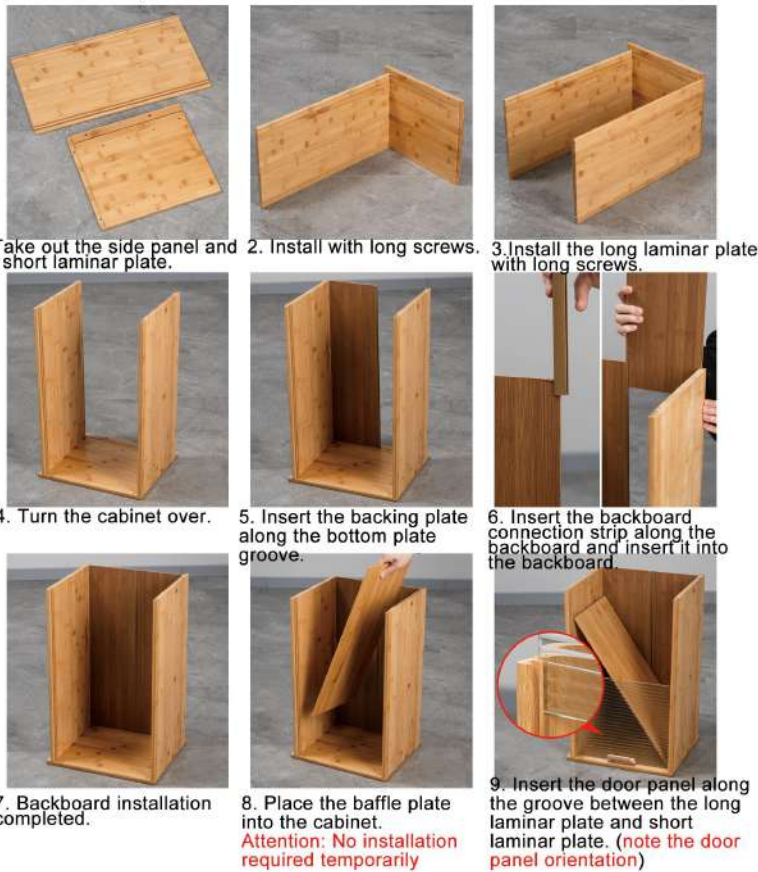 Take out the side panel and
short laminar plate.
2. Install with long screws.
3.Install the long laminar plate
with long screws.
4. Turn the cabinet over.
5. Insert the backing plate
along the bottom plate
groove.
6. Insert the backboard
connection strip along the
backboard and insert it into
the backboard.
7. Backboard installation
completed.
8. Place the baffle plate
into the cabinet.
Attention: No installation
required temporarily
9. Insert the door panel along
the groove between the long
laminar plate and short
laminar plate. (note the door
panel orientation)